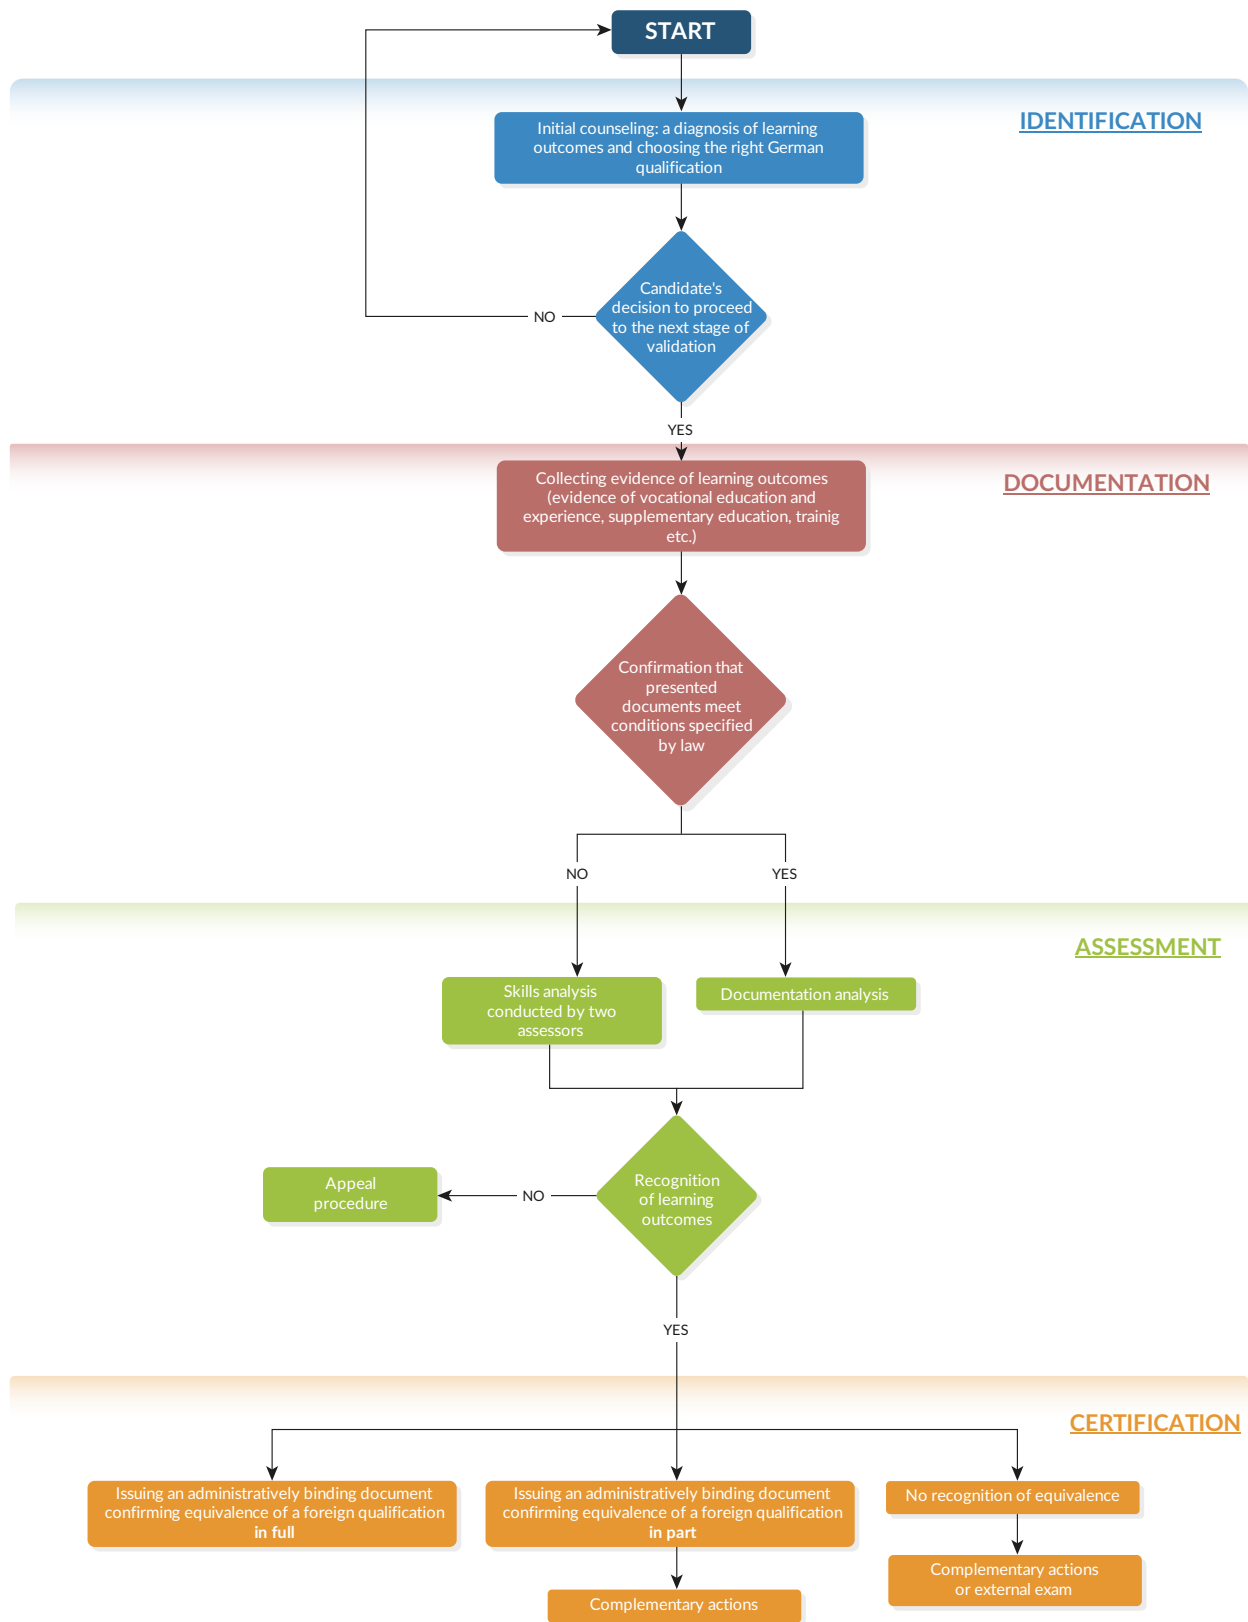 START
IDENTIFICATION
Initial counseling: a diagnosis of learning
outcomes and choosing the right German
qualification
Candidate's
decision to proceed
to the next stage of
validation
NO
YES
DOCUMENTATION
Collecting evidence of learning outcomes
(evidence of vocational education and
experience, supplementary education, trainig
etc.)
Confirmation that
presented
documents meet
conditions specified
by law
NO
YES
ASSESSMENT
Skills analysis
conducted by two
assessors
Documentation analysis
Recognition
of learning
outcomes
NO
Appeal
procedure
YES
CERTIFICATION
Issuing an administratively binding document
confirming equivalence of a foreign qualification
in full
Issuing an administratively binding document
confirming equivalence of a foreign qualification
in part
No recognition of equivalence
Complementary actions
Complementary actions
or external exam